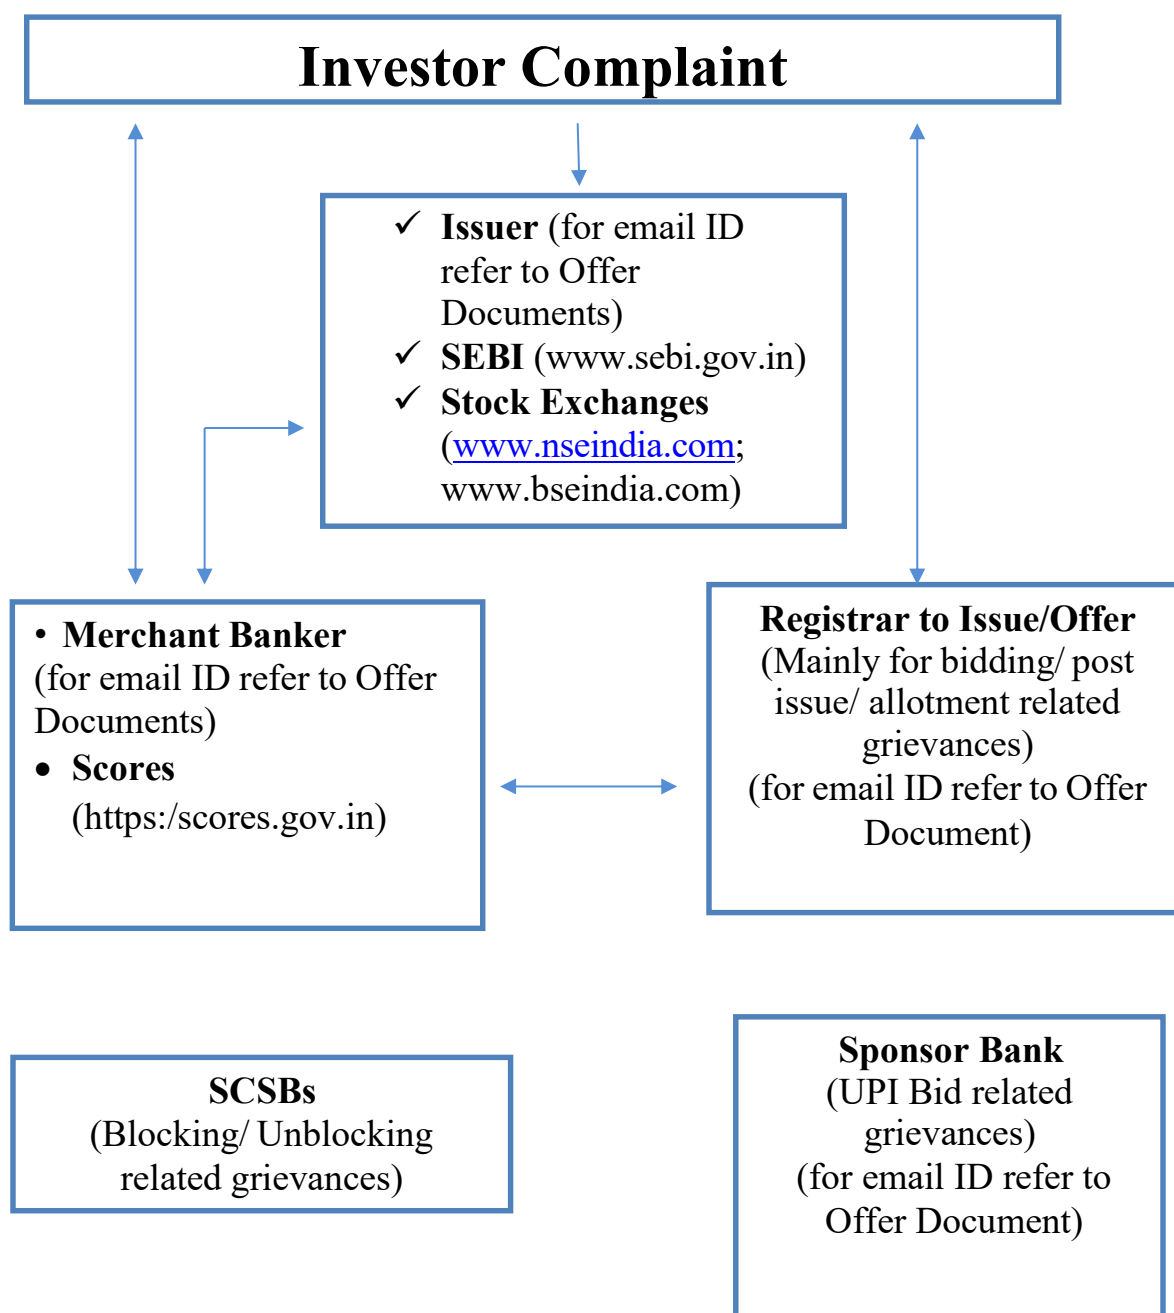 Investor Complaint
✓ Issuer (for email ID
refer to Offer
Documents)
✓ SEBI (www.sebi.gov.in)
✓ Stock Exchanges
(www.nseindia.com;
www.bseindia.com)
• Merchant Banker
(for email ID refer to Offer
Documents)
• Scores
(https:/scores.gov.in)
Registrar to Issue/Offer
(Mainly for bidding/ post
issue/ allotment related
grievances)
(for email ID refer to Offer
Document)
SCSBs
(Blocking/ Unblocking
related grievances)
Sponsor Bank
(UPI Bid related
grievances)
(for email ID refer to
Offer Document)